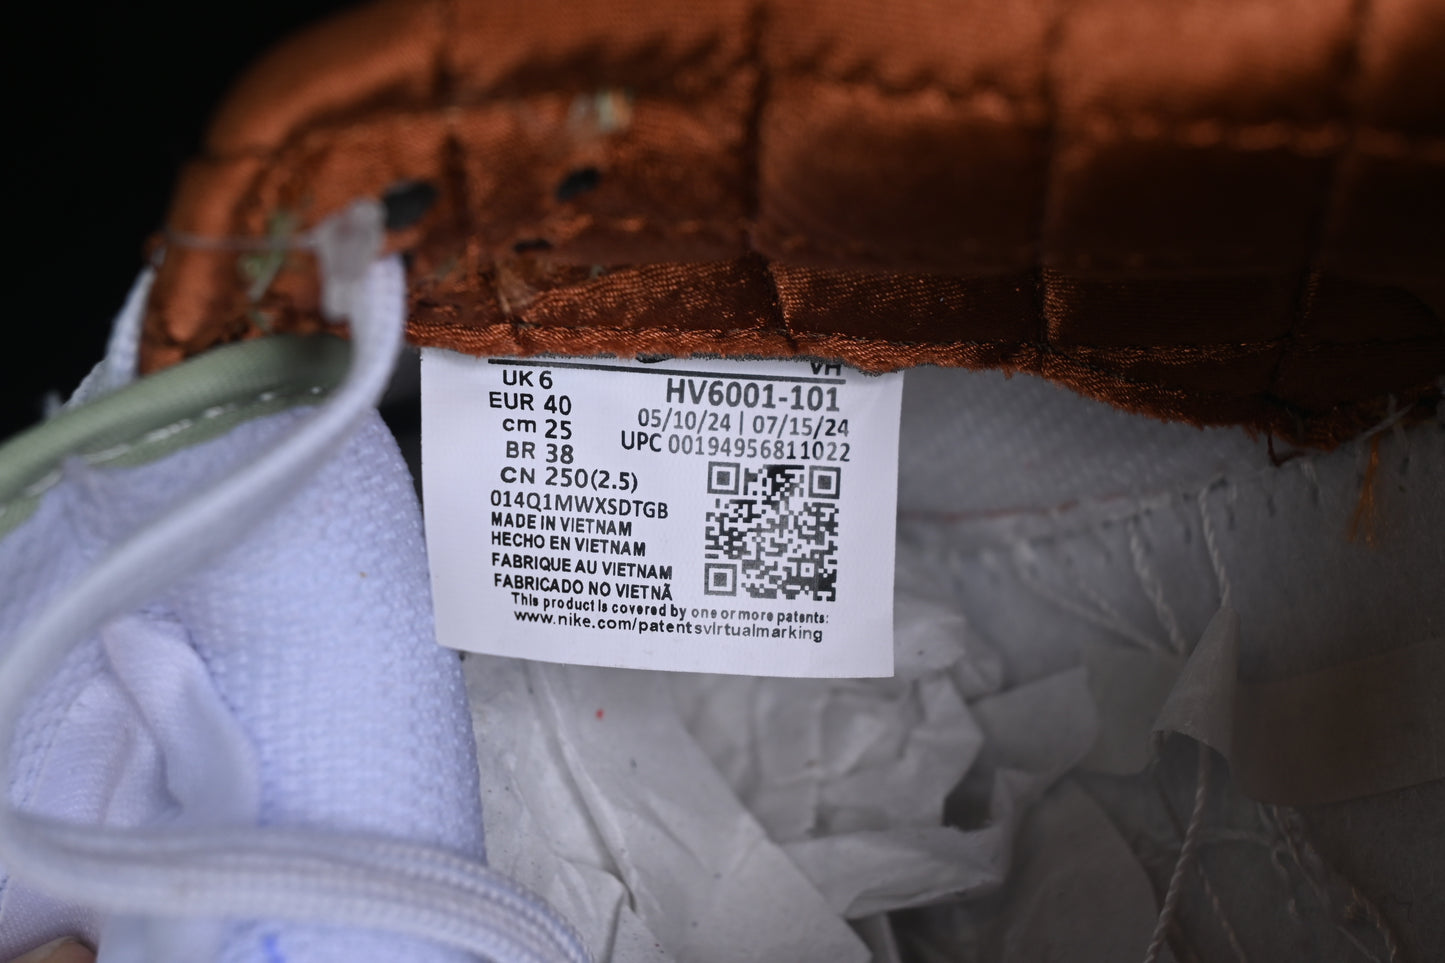 VH
UK 6
HV6001-101
EUR 40
05/10/24 | 07/15/24
cm 25
UPC 00194956811022
BR 38
CN 250(2.5)
014Q1MWXSDTGB
MADE IN VIETNAM
HECHO EN VIETNAM
FABRIQUE AU VIETNAM
FABRICADO NO VIETNÃ
This product is covered by one or more patents:
www.nike.com/patentsvirtualmarking